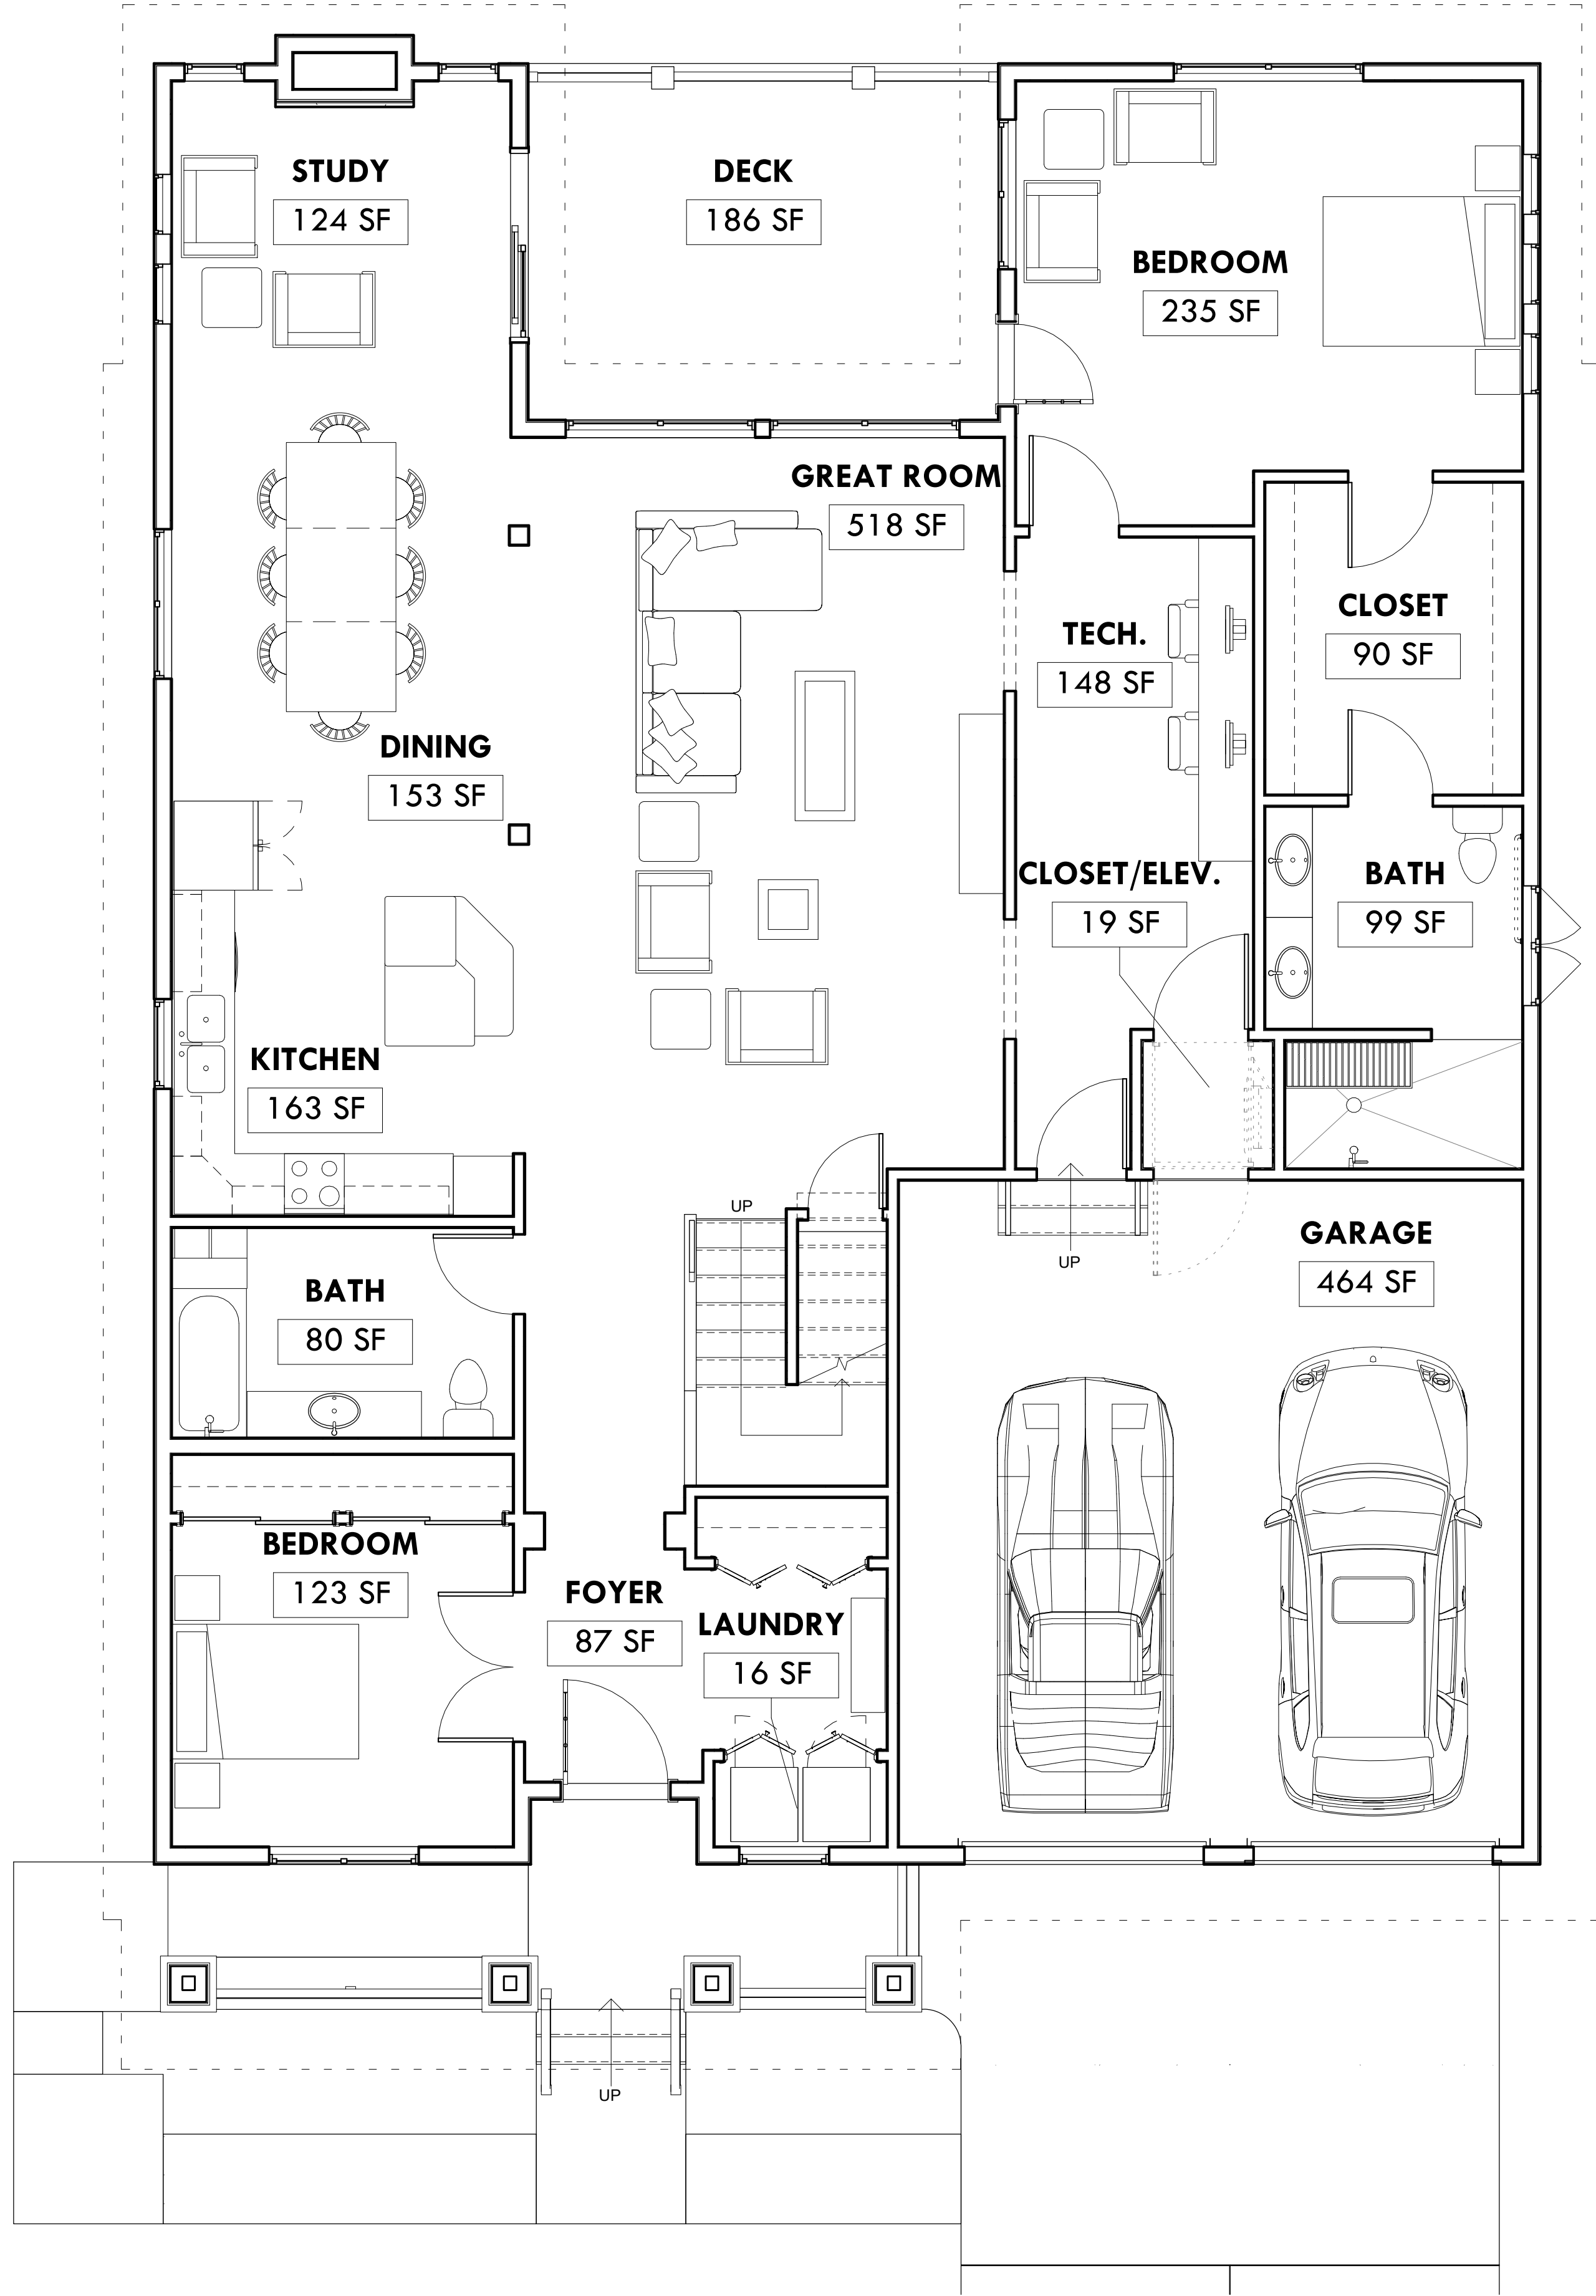 STUDY
124 SF
DECK
186 SF
BEDROOM
235 SF
GREAT ROOM
518 SF
CLOSET
90 SF
TECH.
148 SF
DINING
153 SF
CLOSET/ELEV.
19 SF
BATH
99 SF
KITCHEN
163 SF
UP
UP
GARAGE
464 SF
BATH
80 SF
BEDROOM
123 SF
FOYER
87 SF
LAUNDRY
16 SF
UP